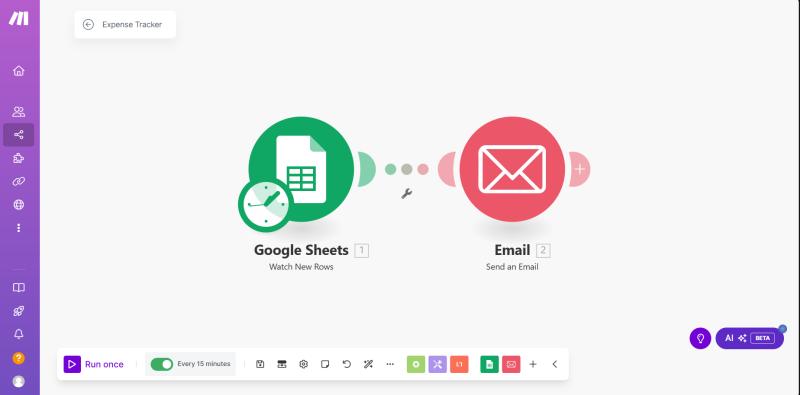 Expense Tracker
Google Sheets 1
Watch New Rows
Email 2
Send an Email
AI BETA
Run once
Every 15 minutes